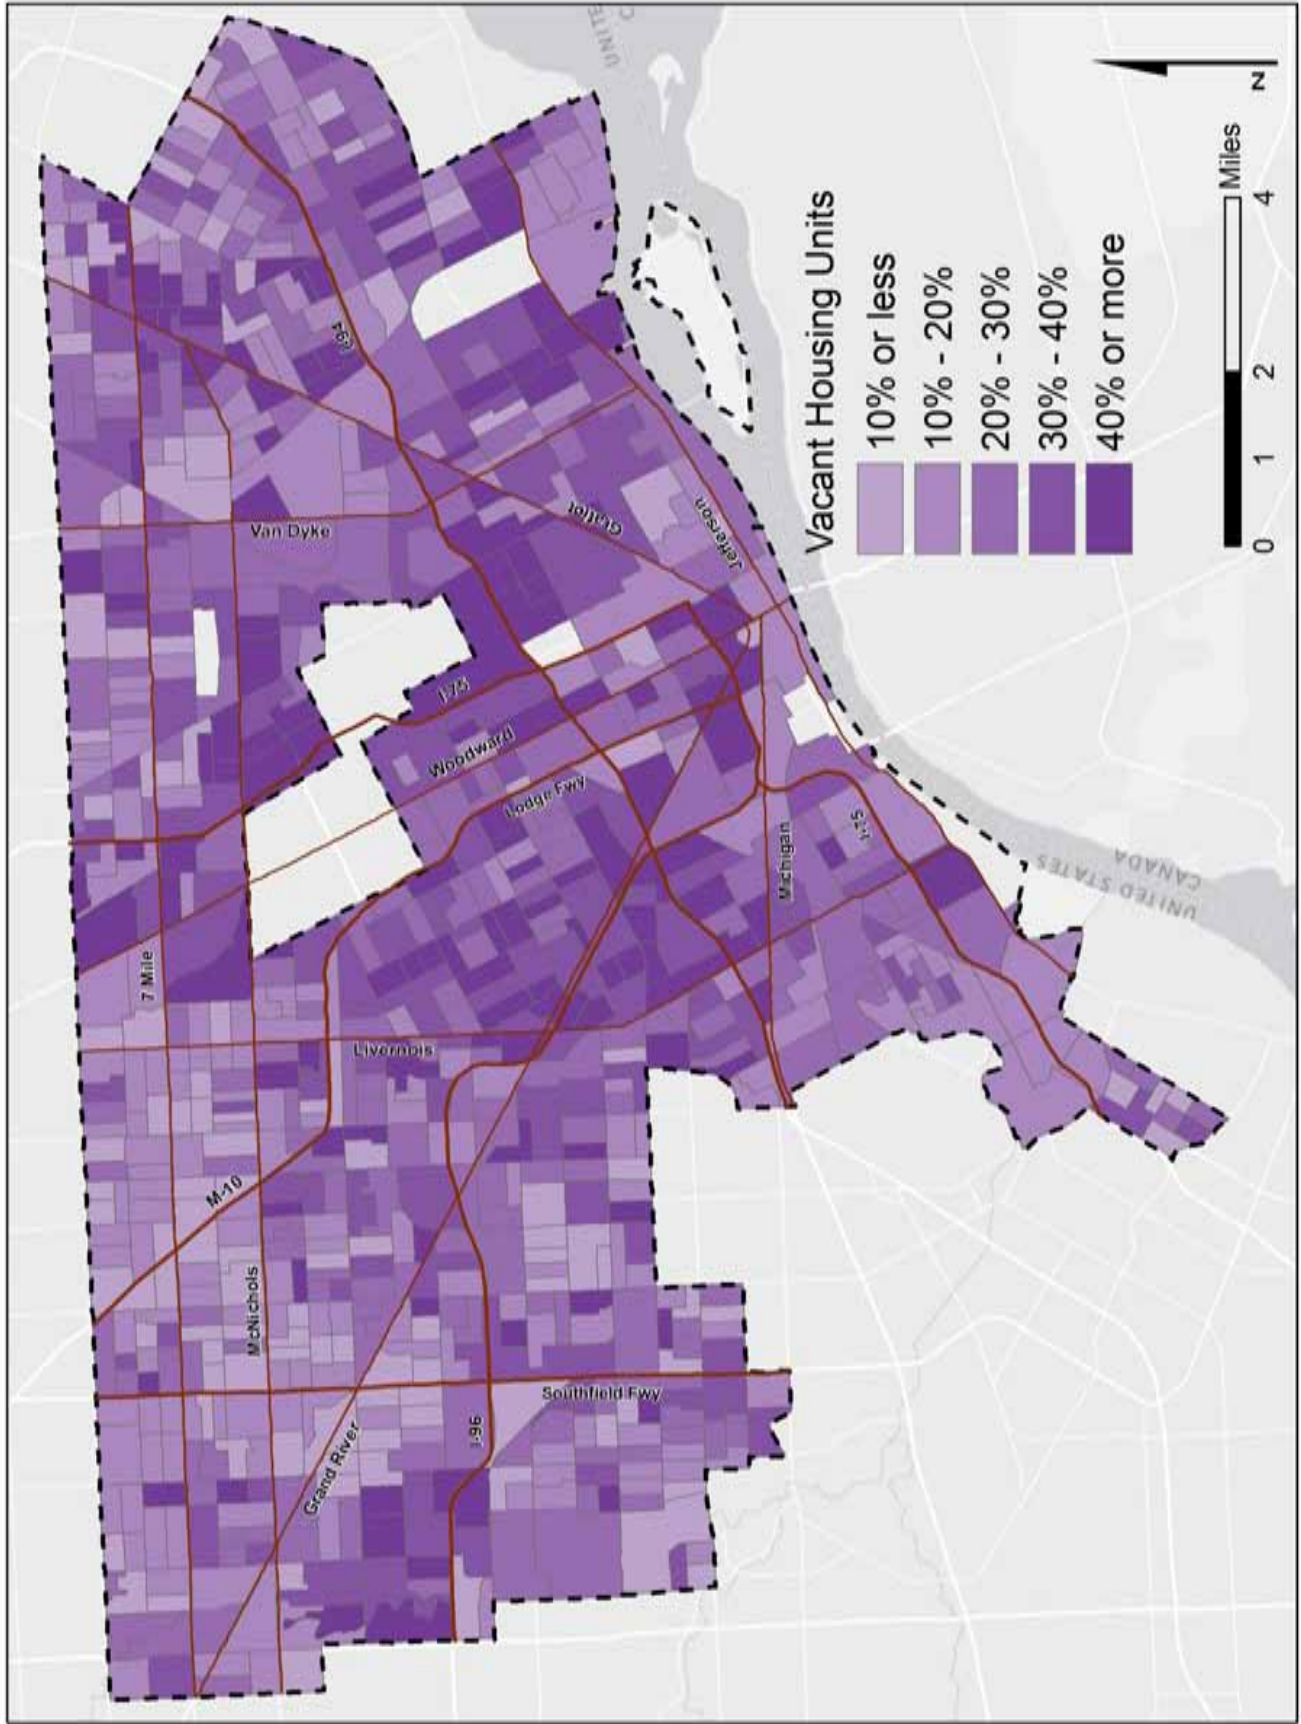 UNITED STATES
CANADA
I-94
Van Dyke
Gratiot
Jefferson
I-75
Woodward
Lodge Fwy
7 Mile
Michigan
I-75
Livernois
M-10
McNichols
Southfield Fwy
I-96
Grand River
Vacant Housing Units
10% or less
10% - 20%
20% - 30%
30% - 40%
40% or more
0 1 2 4
Miles
N